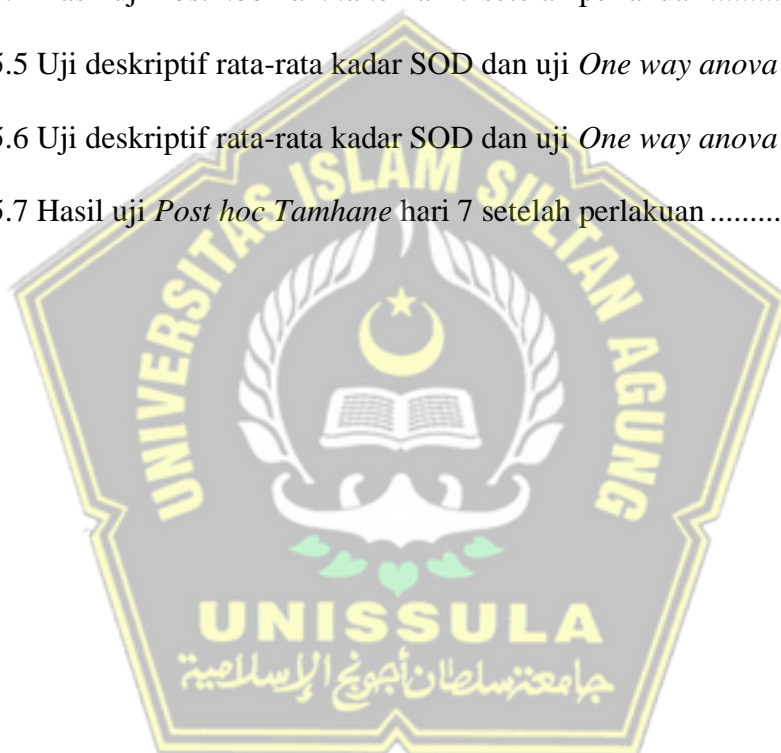 5.5 Uji deskriptif rata-rata kadar SOD dan uji One way anova
5.6 Uji deskriptif rata-rata kadar SOD dan uji One way anova
5.7 Hasil uji Post hoc Tamhane hari 7 setelah perlakuan .........
UNIVERSITAS ISLAM SULTAN AGUNG
UNISSULA
جامعنزسلطان أجونج الإسلامية